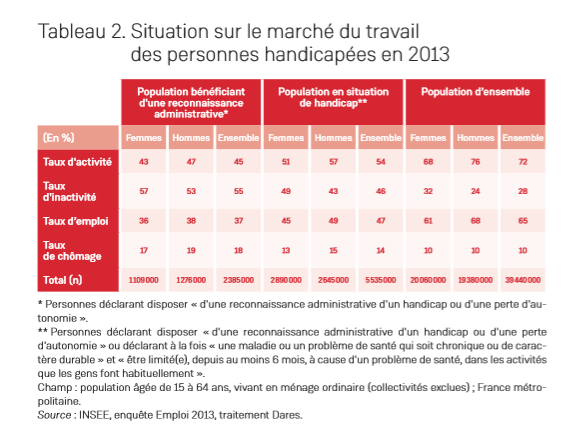 Tableau 2. Situation sur le marché du travail
des personnes handicapées en 2013
Population bénéficiant d'une reconnaissance administrative* Population en situation de handicap** Population d'ensemble
(En %) Femmes Hommes Ensemble Femmes Hommes Ensemble Femmes Hommes Ensemble
Taux d'activité 43 47 45 51 57 54 68 76 72
Taux d'inactivité 57 53 55 49 43 46 32 24 28
Taux d'emploi 36 38 37 45 49 47 61 68 65
Taux de chômage 17 19 18 13 15 14 10 10 10
Total (n) 1109000 1276000 2385000 2890000 2645000 5535000 20060000 19380000 39440000
* Personnes déclarant disposer « d'une reconnaissance administrative d'un handicap ou d'une perte d'au-
tonomie ».
** Personnes déclarant disposer « d'une reconnaissance administrative d'un handicap ou d'une perte
d'autonomie » ou déclarant à la fois « une maladie ou un problème de santé qui soit chronique ou de carac-
tère durable » et « être limité(e), depuis au moins 6 mois, à cause d'un problème de santé, dans les activités
que les gens font habituellement ».
Champ : population âgée de 15 à 64 ans, vivant en ménage ordinaire (collectivités exclues) ; France métro-
politaine.
Source : INSEE, enquête Emploi 2013, traitement Dares.